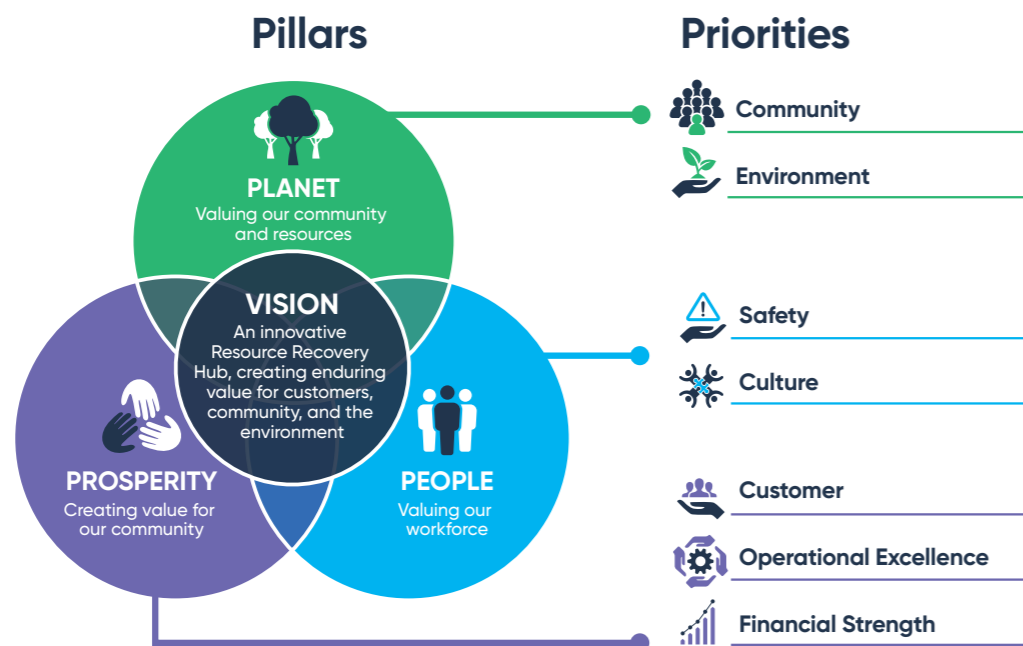 Pillars
Priorities
PLANET
Valuing our community
and resources
VISION
An innovative
Resource Recovery
Hub, creating enduring
value for customers,
community, and the
environment
PROSPERITY
Creating value for
our community
PEOPLE
Valuing our
workforce
Community
Environment
Safety
Culture
Customer
Operational Excellence
Financial Strength